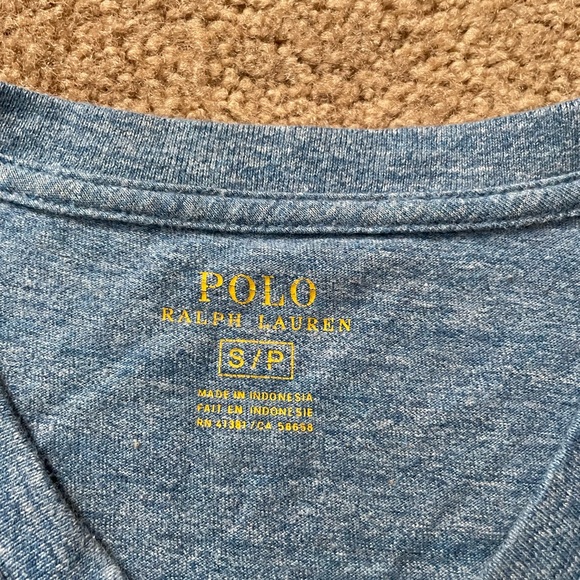 POLO
RALPH LAUREN
S/P
MADE IN INDONESIA
FAIT EN INDONESIE
RN 41381/CA 56658